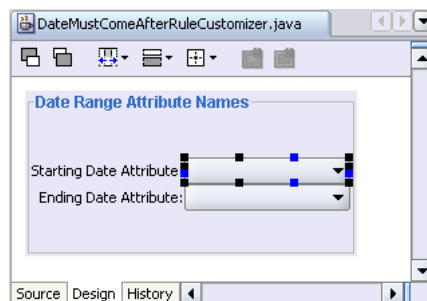 DateMustComeAfterRuleCustomizer.java
Date Range Attribute Names
Starting Date Attribute
Ending Date Attribute:
Source Design History